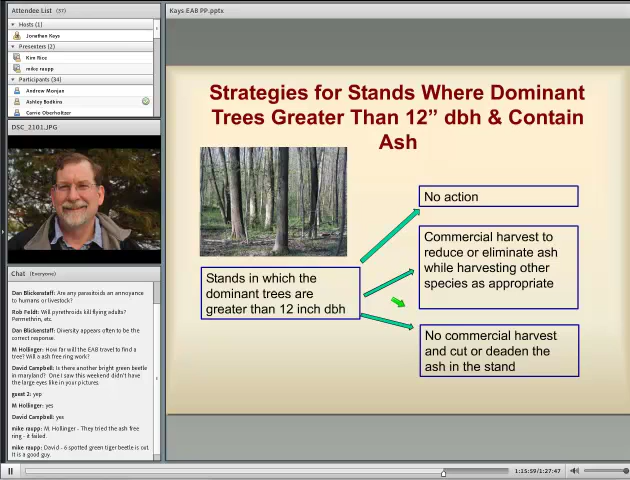 Attendee List (37)
Hosts (1)
Jonathan Kays
Presenters (2)
Kim Rice
mike raupp
Participants (34)
Andrew Monjan
Ashley Bodkins
Carrie Oberholtzer
DSC_2101.JPG
Chat (Everyone)
Dan Blickenstaff: Are any parasitoids an annoyance
to humans or livestock?
Rob Feldt: Will pyrethroids kill flying adults?
Permethrin, etc.
Dan Blickenstaff: Diversity appears often to be the
correct response.
M Hollinger: How far will the EAB travel to find a
tree? Will a ash free ring work?
David Campbell: Is there another bright green beetle
in maryland? One I saw this weekend didn't have
the large eyes like in your pictures.
guest 2: yep
M Hollinger: yes
David Campbell: yes
mike raupp: M. Hollinger - They tried the ash free
ring - it failed.
mike raupp: David - 6 spotted green tiger beetle is out.
It is a good guy.
Kays EAB PP.pptx
Strategies for Stands Where Dominant
Trees Greater Than 12” dbh & Contain
Ash
Stands in which the
dominant trees are
greater than 12 inch dbh
No action
Commercial harvest to
reduce or eliminate ash
while harvesting other
species as appropriate
No commercial harvest
and cut or deaden the
ash in the stand
1:15:59/1:27:47